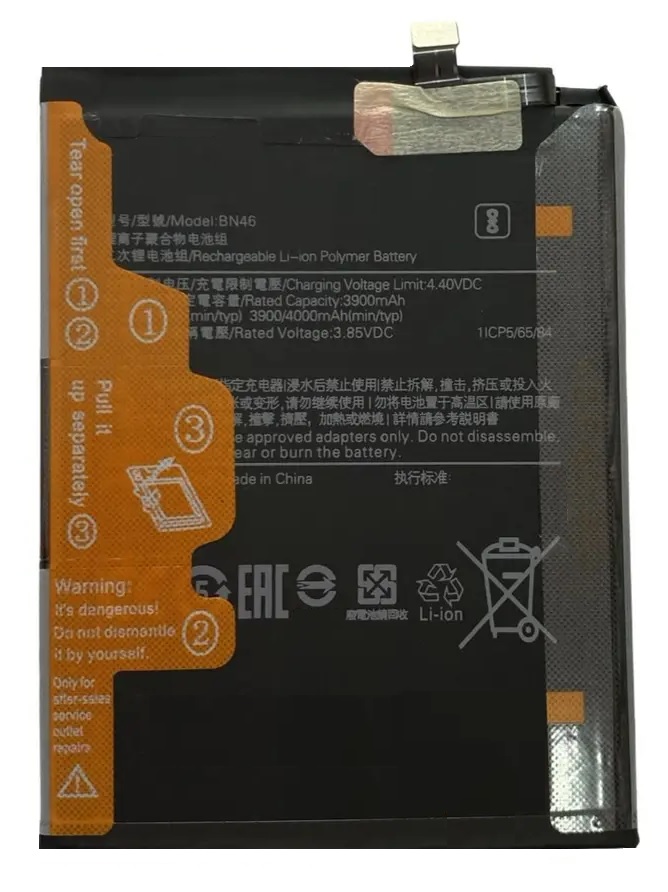 Tear open first
①
②
Pull it
up separately ③
①
③
号/型號/Model:BN46
离子聚合物电池组
次锂电池组/Rechargeable Li-ion Polymer Battery
电压/充電限制電壓/Charging Voltage Limit:4.40VDC
定電容量/Rated Capacity:3900mAh
(min/typ) 3900/4000mAh(min/typ)
電壓/Rated Voltage:3.85VDC
1ICP5/65/84
指定充电器|浸水后禁止使用|禁止拆解,撞击,挤压或投入火
或变形,请勿继续使用|勿将电池置于高温区|請使用原廠
解,撞擊,擠壓,加熱或燃燒|詳情請參考說明書
e approved adapters only. Do not disassemble,
ear or burn the battery.
ade in China
执行标准:
5
EAC
廢電池請回收
Li-ion
Warning:
It's dangerous!
Do not dismantle
it by yourself.
②
Only for
after-sales
service
outlet
repairs